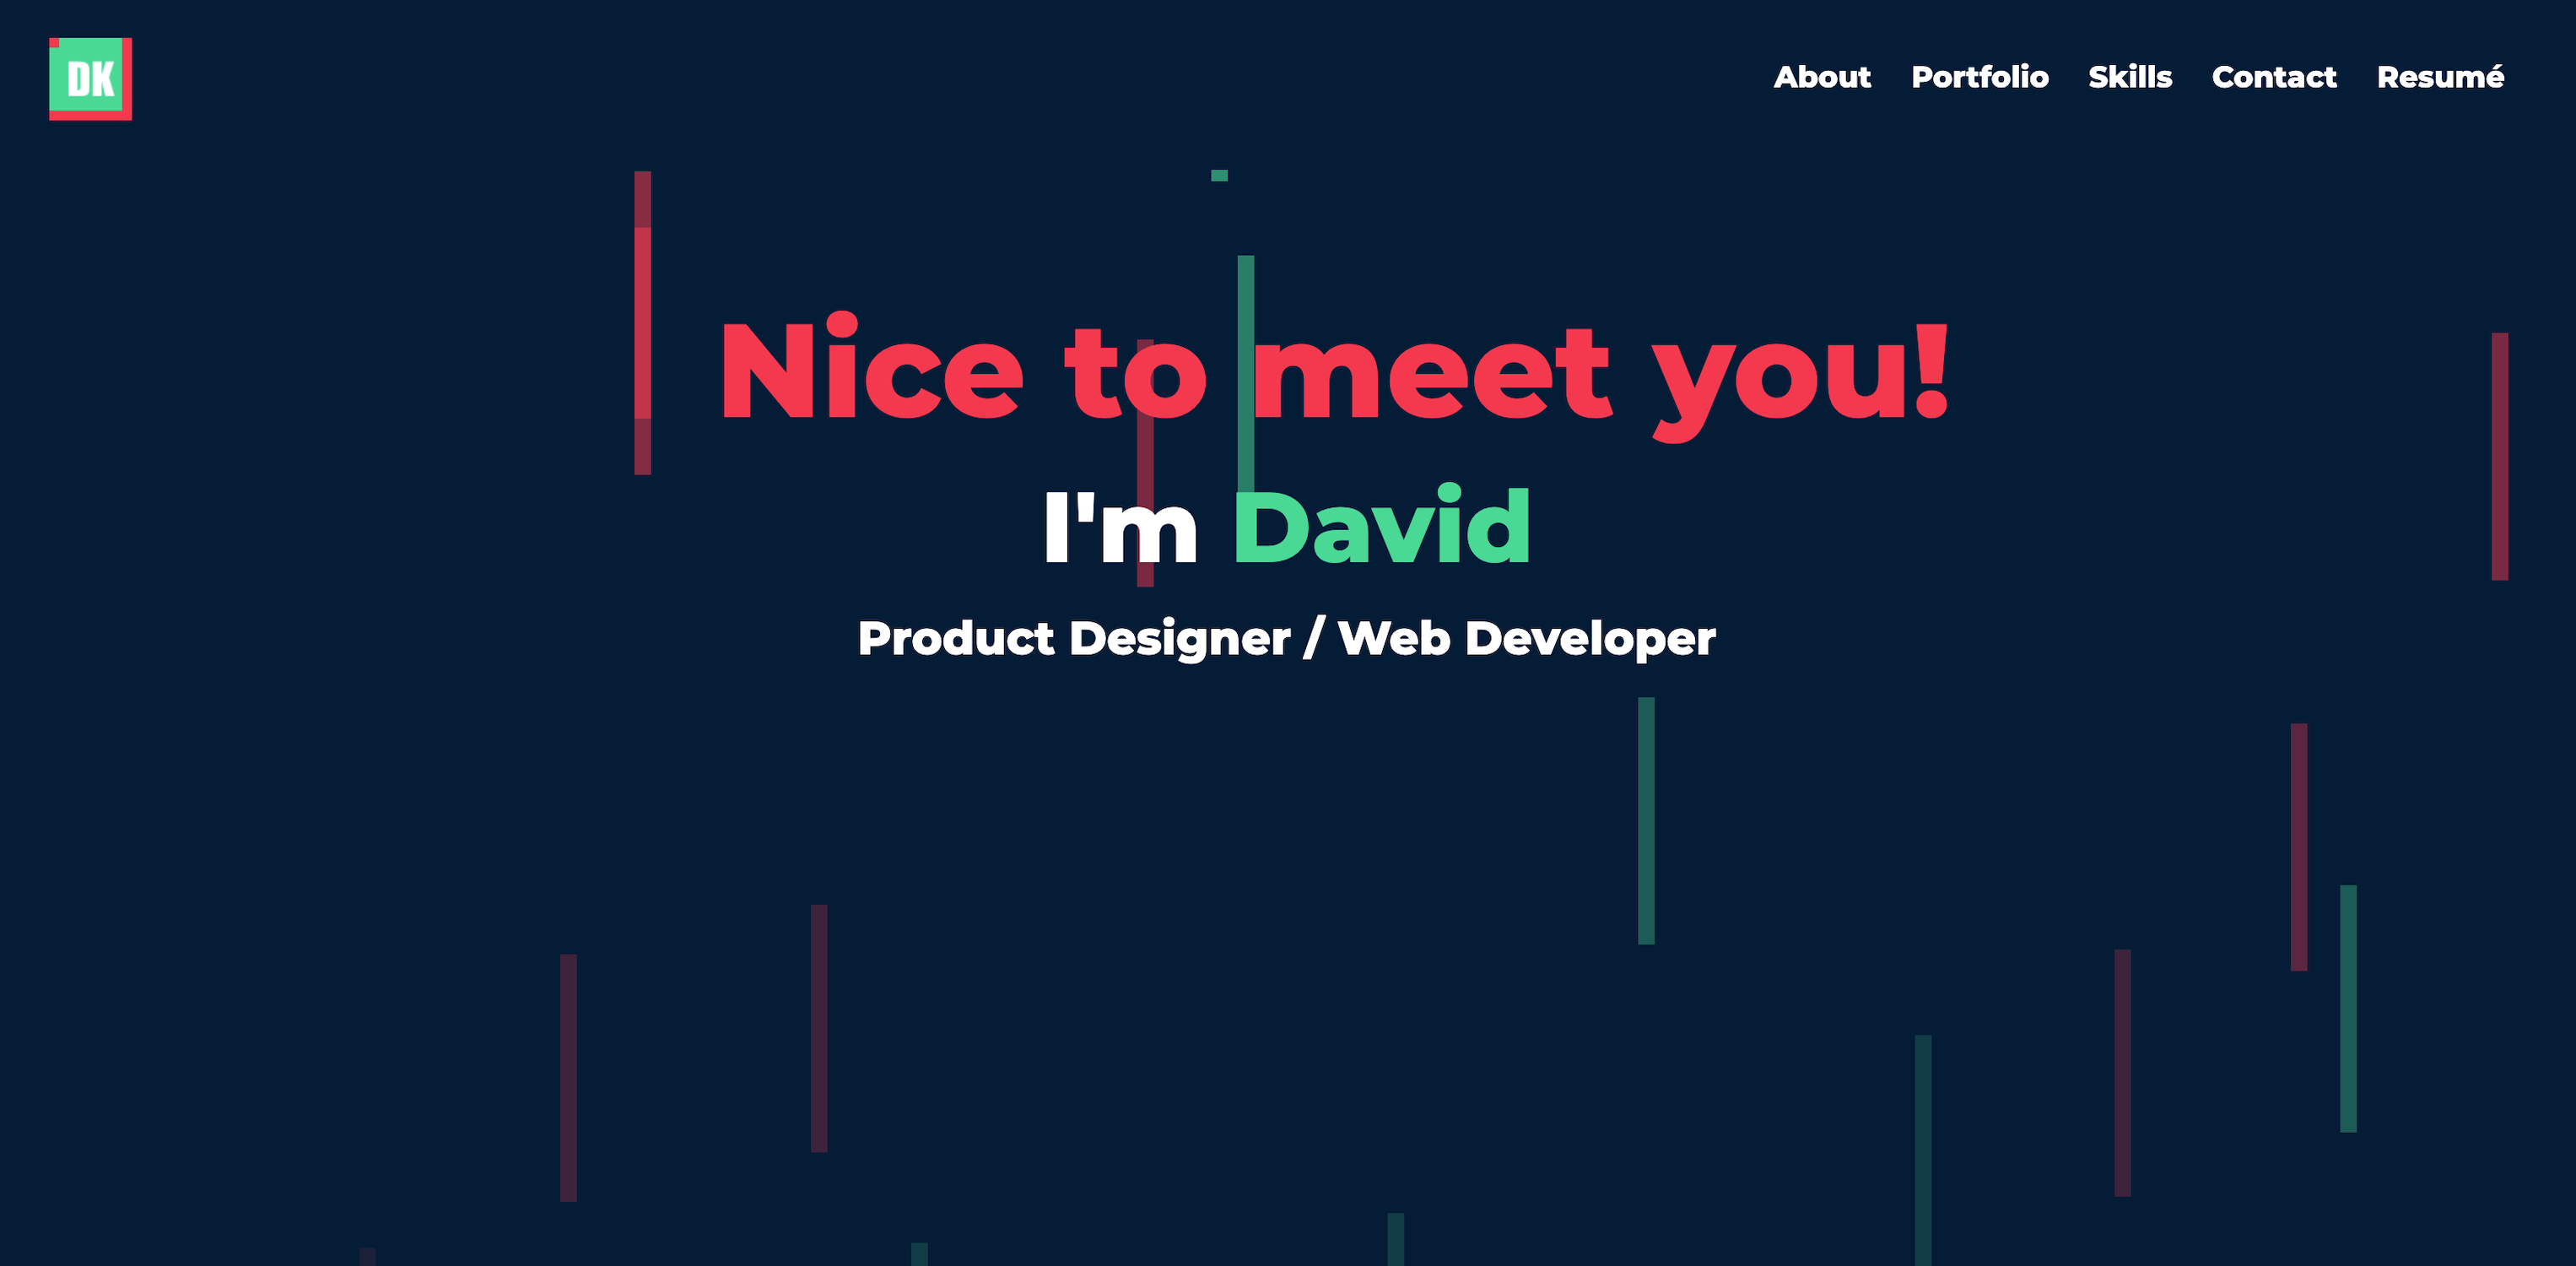 DK
About Portfolio Skills Contact Resumé
Nice to meet you!
I'm David
Product Designer / Web Developer